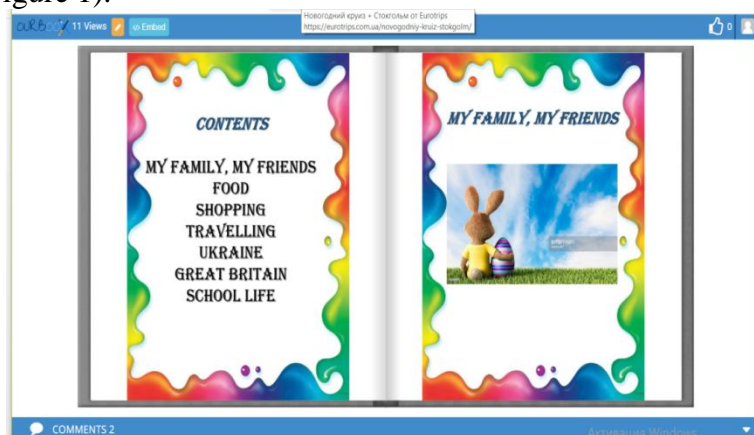 igure 1).
OURBOOX 11 Views </> Embed
Новогодний круиз + Стокгольм от Eurotrips
https://eurotrips.com.ua/novogodniy-kruiz-stokgolm/
0
CONTENTS
MY FAMILY, MY FRIENDS
FOOD
SHOPPING
TRAVELLING
UKRAINE
GREAT BRITAIN
SCHOOL LIFE
MY FAMILY, MY FRIENDS
COMMENTS 2
Активация Windows